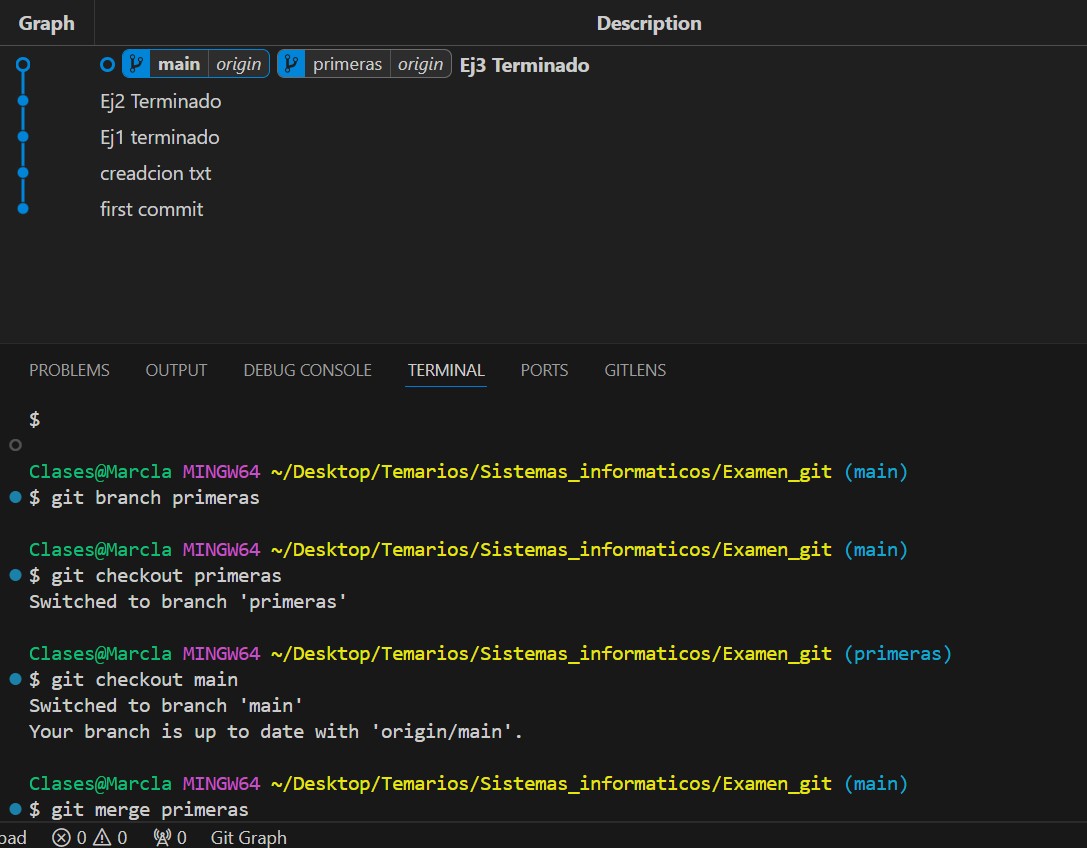 Graph Description
main origin primeras origin Ej3 Terminado
Ej2 Terminado
Ej1 terminado
creadcion txt
first commit
PROBLEMS OUTPUT DEBUG CONSOLE TERMINAL PORTS GITLENS
$
Clases@Marcla MINGW64 ~/Desktop/Temarios/Sistemas_informaticos/Examen_git (main)
$ git branch primeras
Clases@Marcla MINGW64 ~/Desktop/Temarios/Sistemas_informaticos/Examen_git (main)
$ git checkout primeras
Switched to branch 'primeras'
Clases@Marcla MINGW64 ~/Desktop/Temarios/Sistemas_informaticos/Examen_git (primeras)
$ git checkout main
Switched to branch 'main'
Your branch is up to date with 'origin/main'.
Clases@Marcla MINGW64 ~/Desktop/Temarios/Sistemas_informaticos/Examen_git (main)
$ git merge primeras
oad 0 0 0 Git Graph